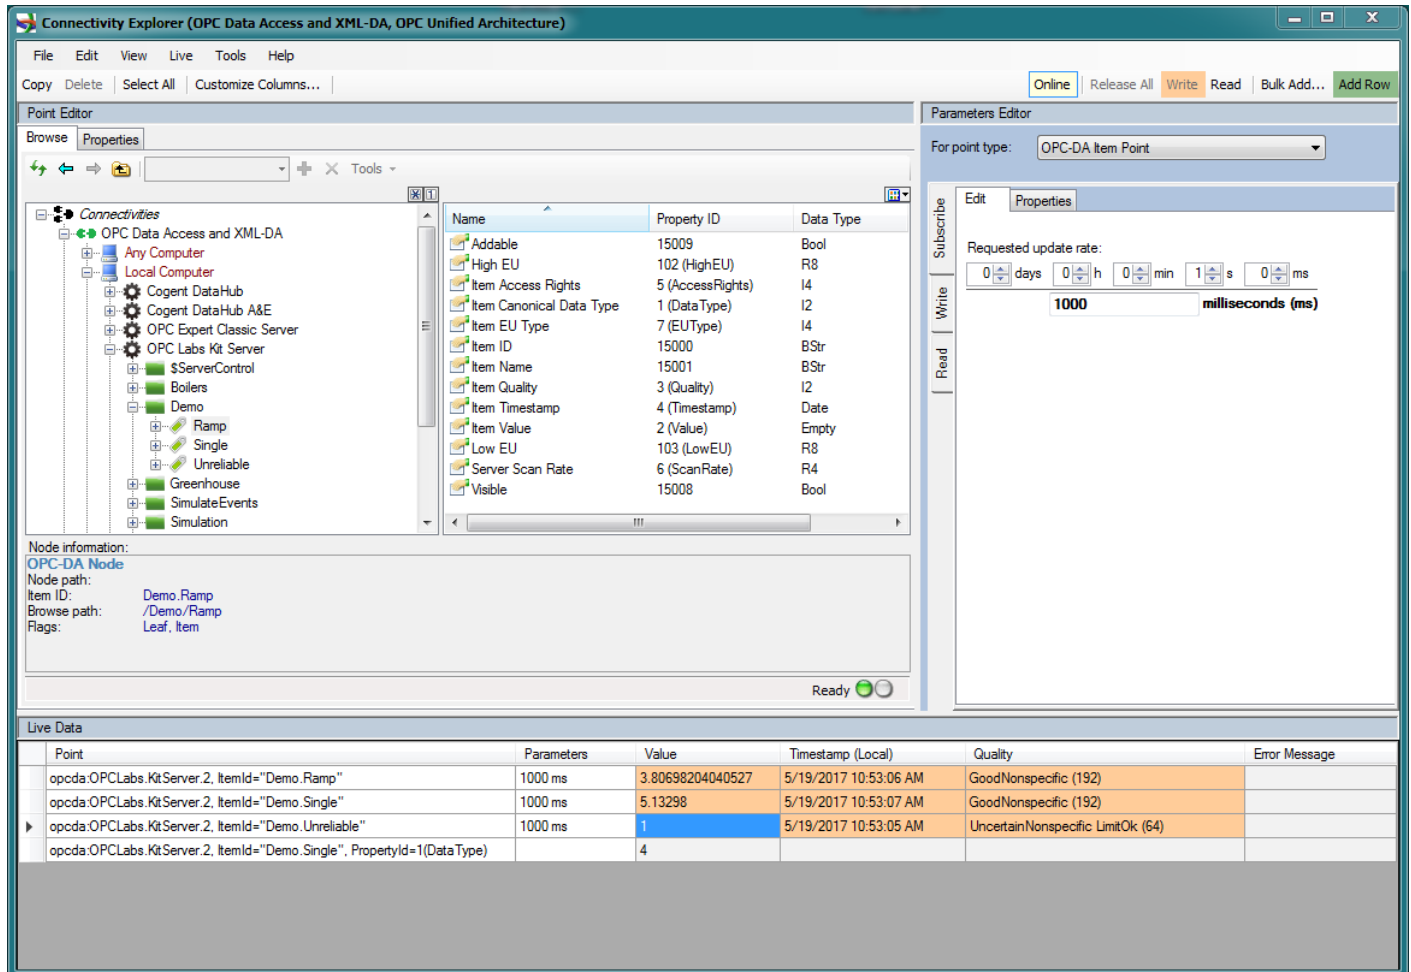 Connectivity Explorer (OPC Data Access and XML-DA, OPC Unified Architecture)
File Edit View Live Tools Help
Copy Delete Select All Customize Columns... Online Release All Write Read Bulk Add... Add Row
Point Editor
Browse Properties
Tools
Connectivities
OPC Data Access and XML-DA
Any Computer
Local Computer
Cogent DataHub
Cogent DataHub A&E
OPC Expert Classic Server
OPC Labs Kit Server
$ServerControl
Boilers
Demo
Ramp
Single
Unreliable
Greenhouse
SimulateEvents
Simulation
Name Property ID Data Type
Addable 15009 Bool
High EU 102 (HighEU) R8
Item Access Rights 5 (AccessRights) I4
Item Canonical Data Type 1 (DataType) I2
Item EU Type 7 (EUType) I4
Item ID 15000 BStr
Item Name 15001 BStr
Item Quality 3 (Quality) I2
Item Timestamp 4 (Timestamp) Date
Item Value 2 (Value) Empty
Low EU 103 (LowEU) R8
Server Scan Rate 6 (ScanRate) R4
Visible 15008 Bool
Node information:
OPC-DA Node
Node path:
Item ID: Demo.Ramp
Browse path: /Demo/Ramp
Flags: Leaf, Item
Ready
Parameters Editor
For point type: OPC-DA Item Point
Subscribe
Write
Read
Edit Properties
Requested update rate:
0 days 0 h 0 min 1 s 0 ms
1000 milliseconds (ms)
Live Data
Point Parameters Value Timestamp (Local) Quality Error Message
opcda:OPCLabs.KitServer.2, ItemId="Demo.Ramp" 1000 ms 3.80698204040527 5/19/2017 10:53:06 AM GoodNonspecific (192)
opcda:OPCLabs.KitServer.2, ItemId="Demo.Single" 1000 ms 5.13298 5/19/2017 10:53:07 AM GoodNonspecific (192)
opcda:OPCLabs.KitServer.2, ItemId="Demo.Unreliable" 1000 ms 1 5/19/2017 10:53:05 AM UncertainNonspecific LimitOk (64)
opcda:OPCLabs.KitServer.2, ItemId="Demo.Single", PropertyId=1(DataType) 4